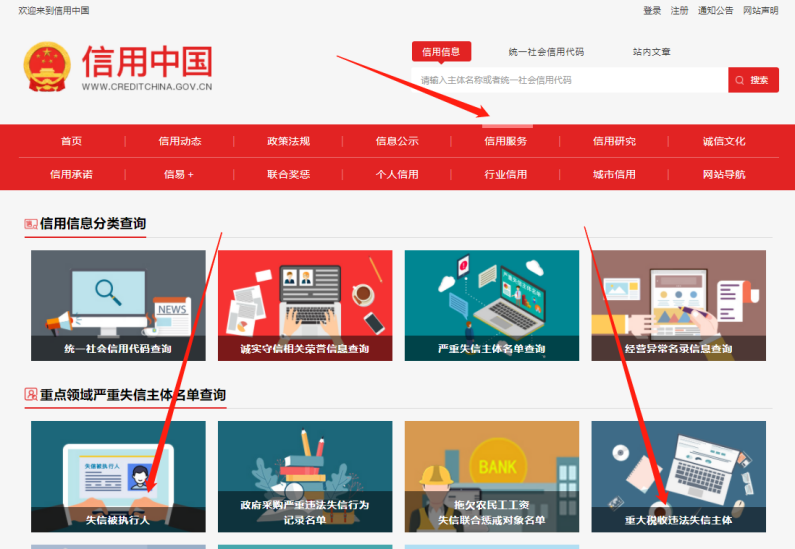 欢迎来到信用中国
登录 注册 通知公告 网站声明
信用中国
WWW.CREDITCHINA.GOV.CN
信用信息 统一社会信用代码 站内文章
请输入主体名称或者统一社会信用代码 搜索
首页 信用动态 政策法规 信息公示 信用服务 信用研究 诚信文化
信用承诺 信易+ 联合奖惩 个人信用 行业信用 城市信用 网站导航
信用信息分类查询
NEWS
严重失信主体名单
统一社会信用代码查询 诚实守信相关荣誉信息查询 严重失信主体名单查询 经营异常名录信息查询
重点领域严重失信主体名单查询
失信被执行人
BANK
失信被执行人
政府采购严重违法失信行为
记录名单
拖欠农民工工资
失信联合惩戒对象名单
重大税收违法失信主体